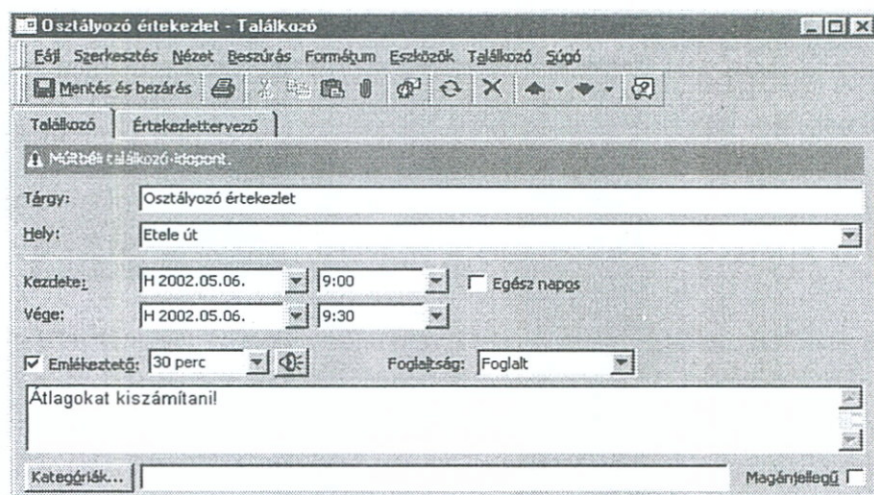 Osztályozó értekezlet - Találkozó
Fájl Szerkesztés Nézet Beszúrás Formátum Eszközök Találkozó Súgó
Mentés és bezárás
Találkozó Értekezlettervező
Múltbéli találkozó-időpont.
Tárgy: Osztályozó értekezlet
Hely: Etele út
Kezdete: H 2002.05.06. 9:00 Egész napos
Vége: H 2002.05.06. 9:30
Emlékeztető: 30 perc Foglaltság: Foglalt
Átlagokat kiszámítani!
Kategóriák... Magánjellegű